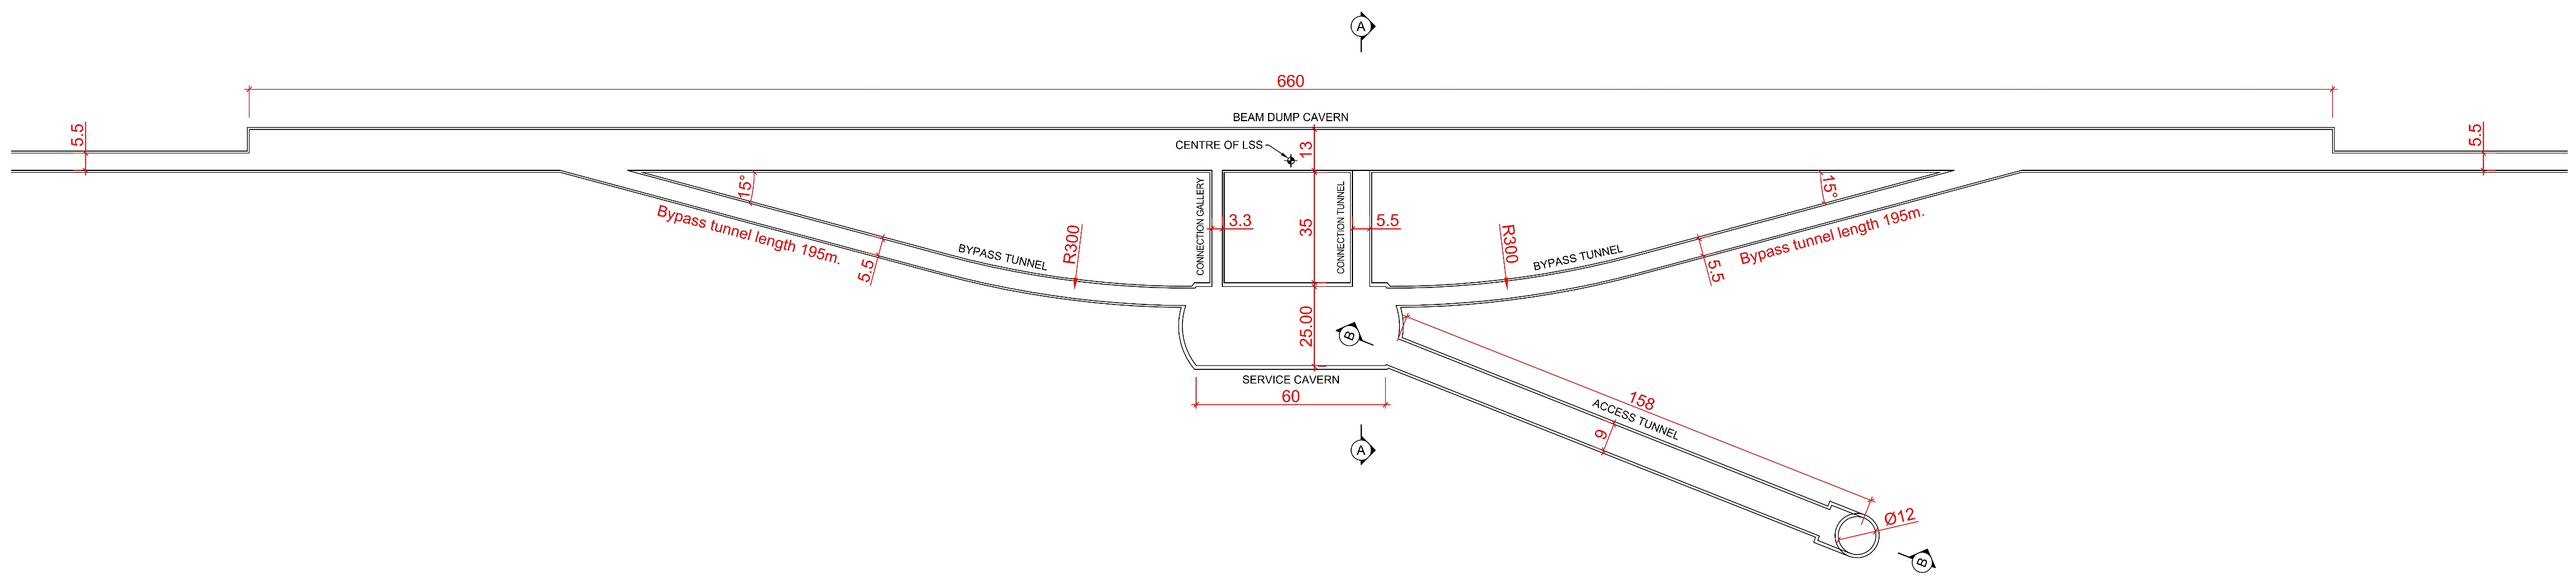 A
660
BEAM DUMP CAVERN
5.5
5.5
CENTRE OF LSS
13
15°
15°
CONNECTION GALLERY
3.3
35
CONNECTION TUNNEL
5.5
Bypass tunnel length 195m.
Bypass tunnel length 195m.
BYPASS TUNNEL
R300
R300
BYPASS TUNNEL
5.5
5.5
25.00
B
SERVICE CAVERN
60
158
ACCESS TUNNEL
9
A
Ø12
B